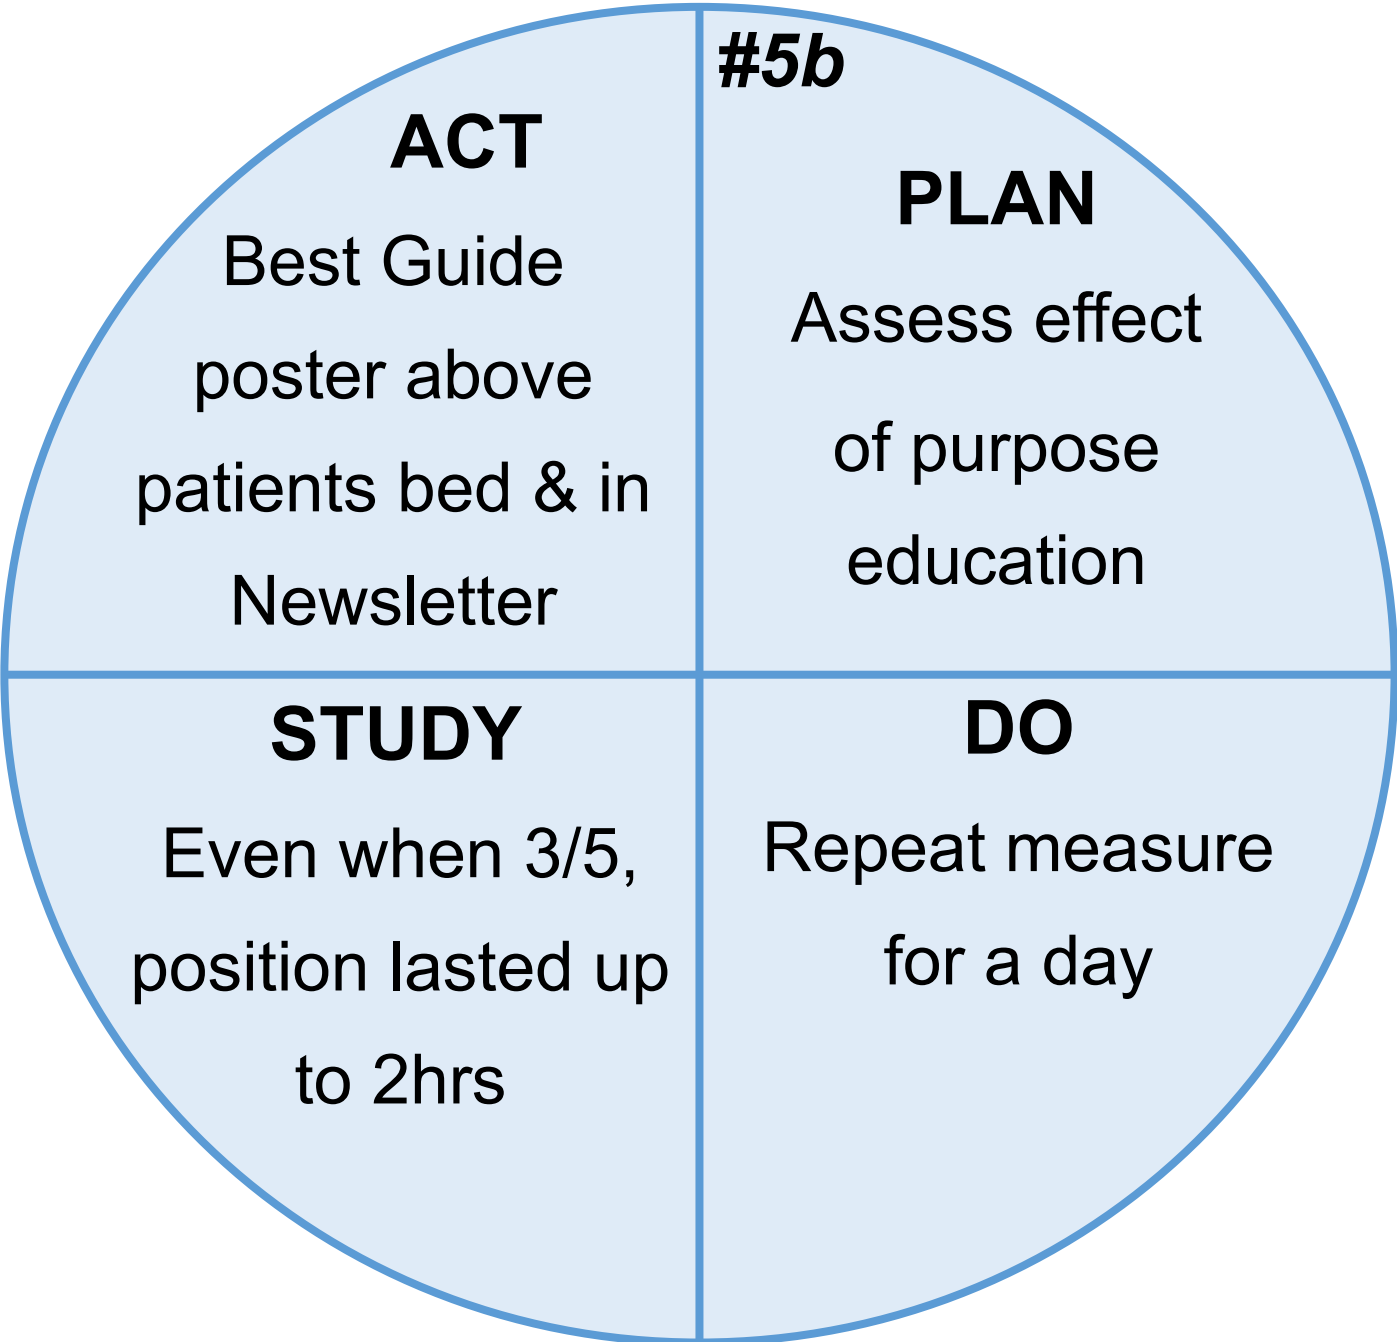 #5b
ACT
Best Guide
poster above
patients bed & in
Newsletter
PLAN
Assess effect
of purpose
education
STUDY
Even when 3/5,
position lasted up
to 2hrs
DO
Repeat measure
for a day